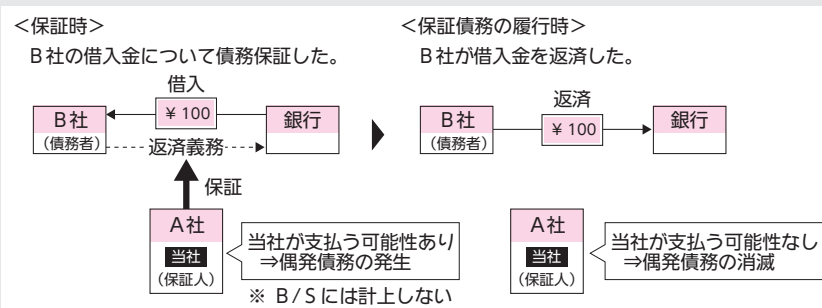 <保証時>
B社の借入金について債務保証した。
借入
¥100
B社
(債務者)
銀行
返済義務
保証
A社
当社
(保証人)
当社が支払う可能性あり
⇒偶発債務の発生
※ B/Sには計上しない
<保証債務の履行時>
B社が借入金を返済した。
返済
¥100
B社
(債務者)
銀行
A社
当社
(保証人)
当社が支払う可能性なし
⇒偶発債務の消滅